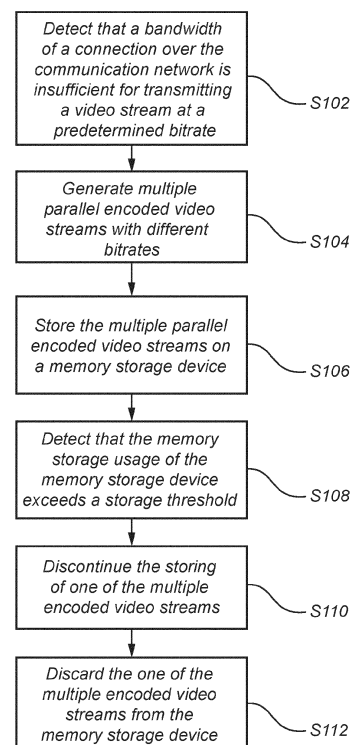 Detect that a bandwidth
of a connection over the
communication network is
insufficient for transmitting
a video stream at a
predetermined bitrate
S102
Generate multiple
parallel encoded video
streams with different
bitrates
S104
Store the multiple parallel
encoded video streams on
a memory storage device
S106
Detect that the memory
storage usage of the
memory storage device
exceeds a storage threshold
S108
Discontinue the storing
of one of the multiple
encoded video streams
S110
Discard the one of the
multiple encoded video
streams from the
memory storage device
S112